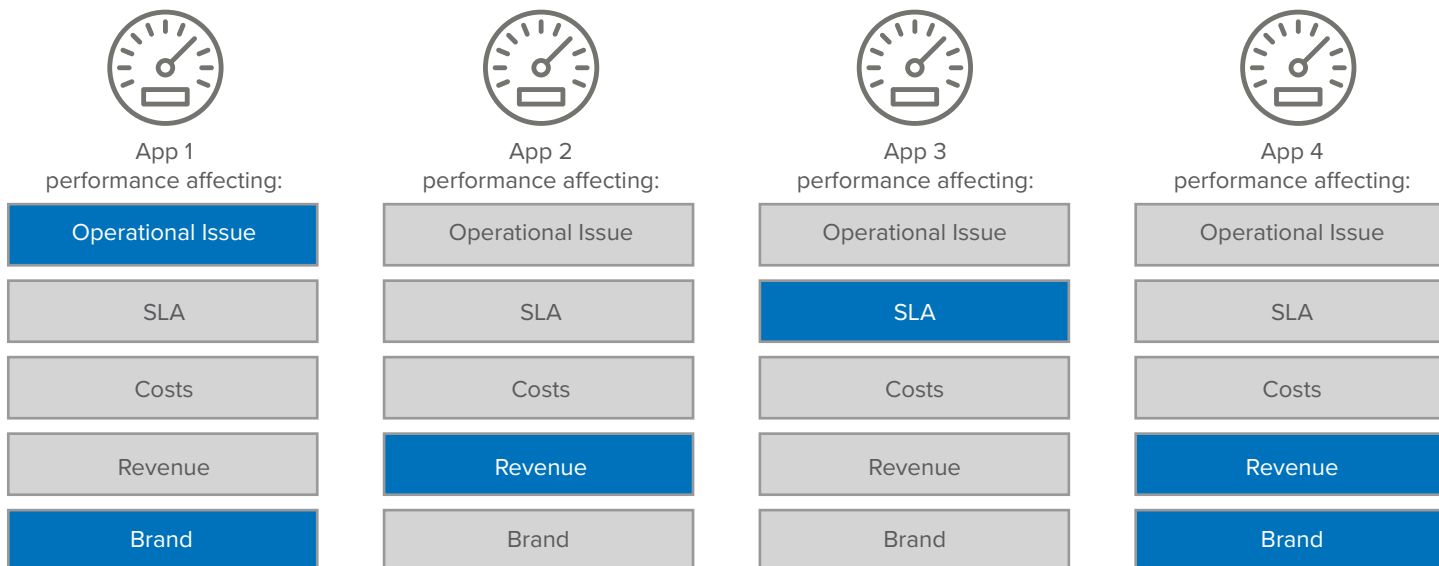 App 1
performance affecting:
Operational Issue
SLA
Costs
Revenue
Brand
App 2
performance affecting:
Operational Issue
SLA
Costs
Revenue
Brand
App 3
performance affecting:
Operational Issue
SLA
Costs
Revenue
Brand
App 4
performance affecting:
Operational Issue
SLA
Costs
Revenue
Brand